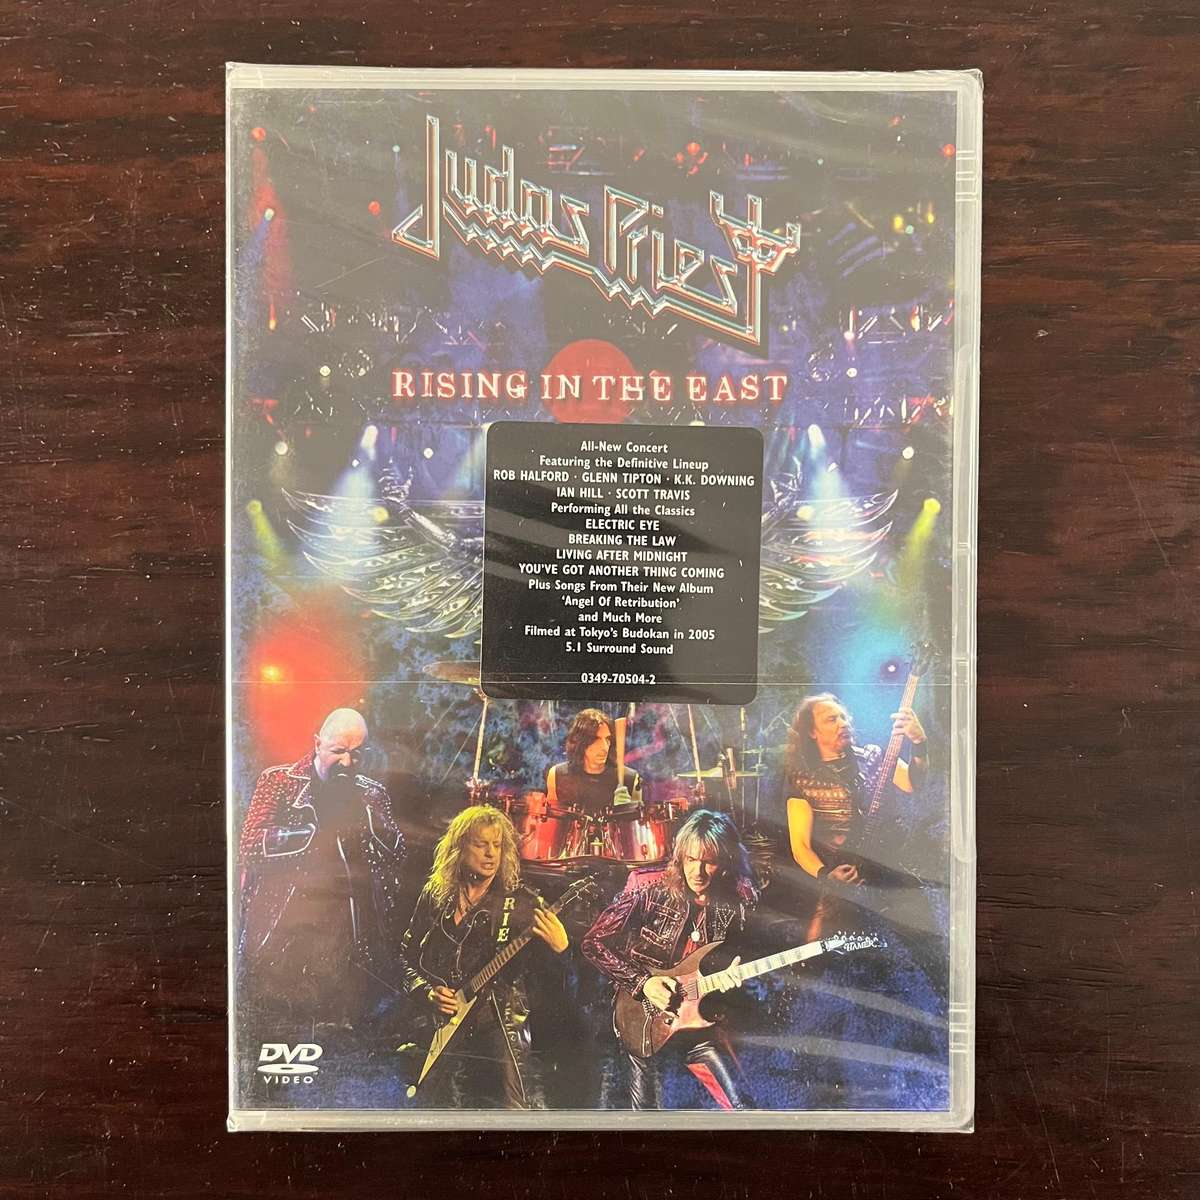 Judas Priest
RISING IN THE EAST
All-New Concert
Featuring the Definitive Lineup
ROB HALFORD · GLENN TIPTON · K.K. DOWNING
IAN HILL · SCOTT TRAVIS
Performing All the Classics
ELECTRIC EYE
BREAKING THE LAW
LIVING AFTER MIDNIGHT
YOU'VE GOT ANOTHER THING COMING
Plus Songs From Their New Album
'Angel Of Retribution'
and Much More
Filmed at Tokyo's Budokan in 2005
5.1 Surround Sound
0349-70504-2
RIE
HAMER
DVD
VIDEO